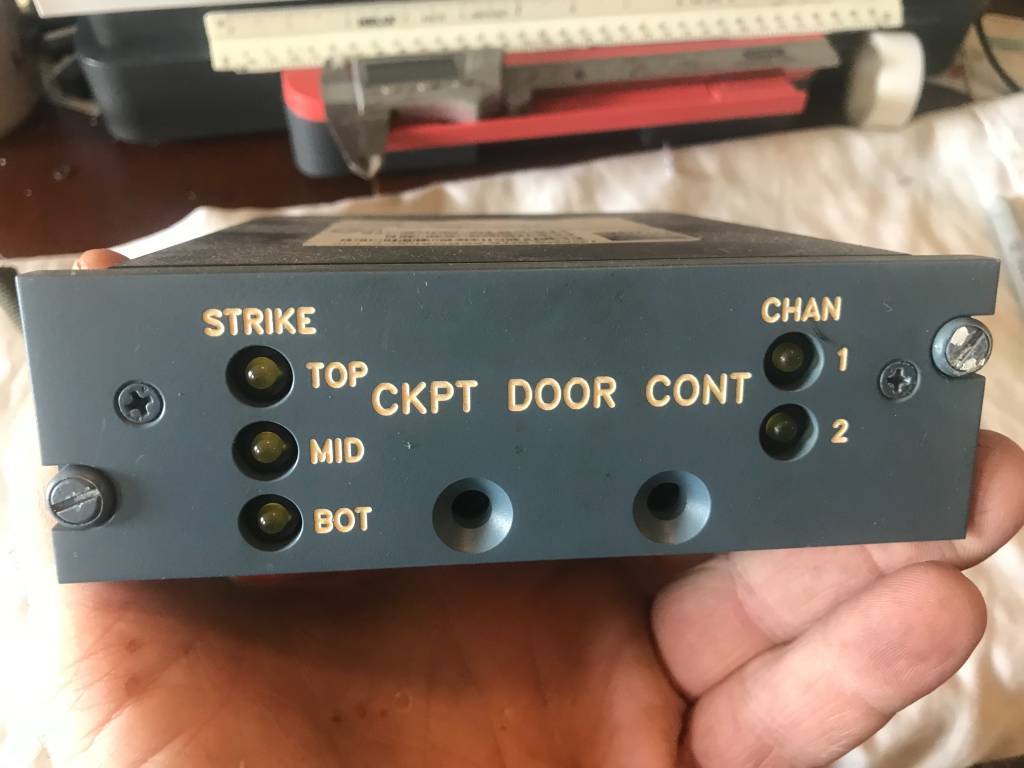 STRIKE
CHAN
TOP
CKPT DOOR CONT
1
MID
2
BOT